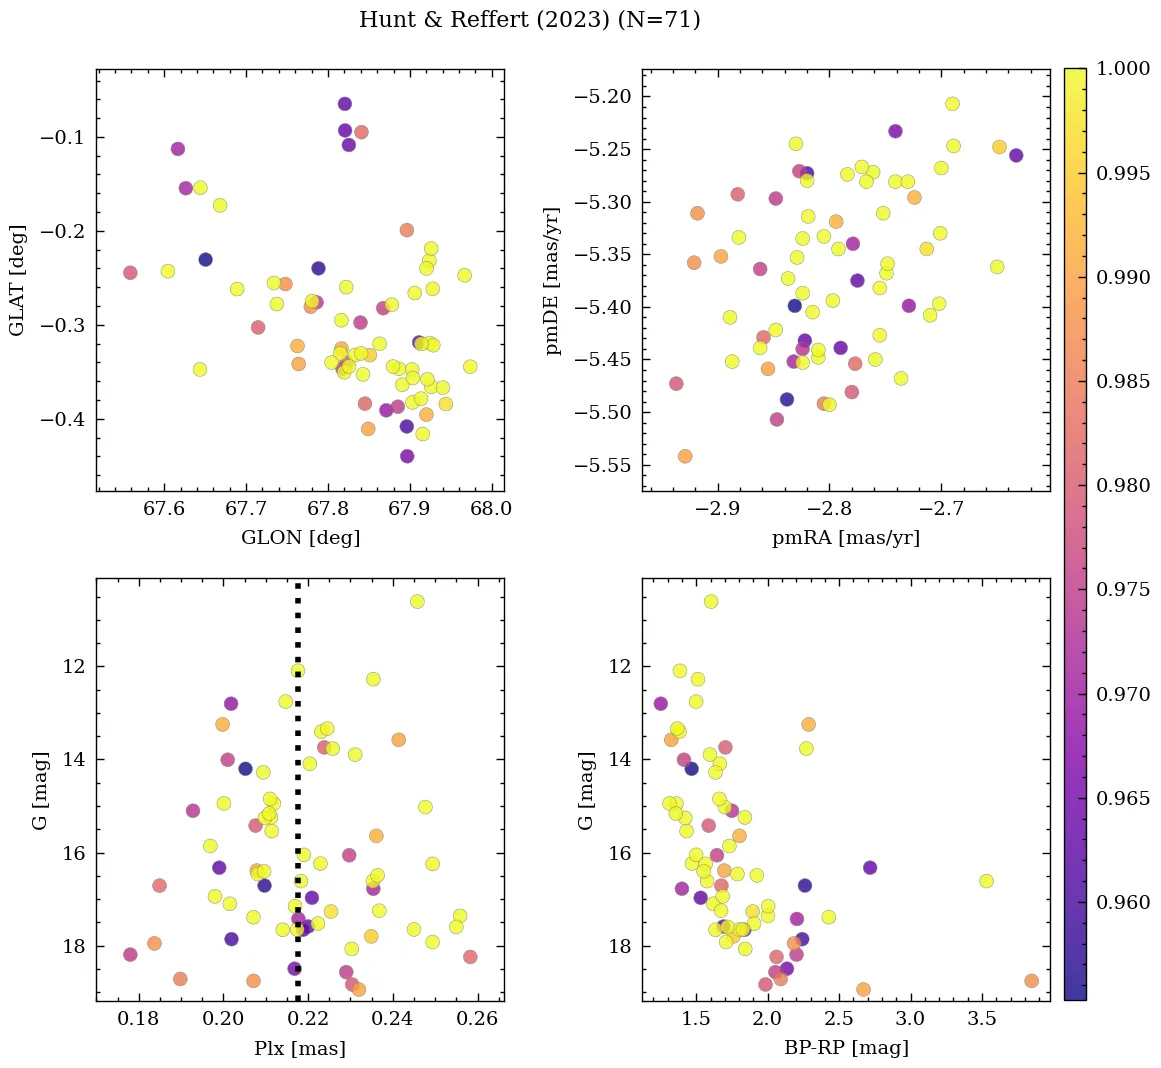 Hunt & Reffert (2023) (N=71)
−0.1
−0.2
−0.3
−0.4
GLAT [deg]
67.6 67.7 67.8 67.9 68.0
GLON [deg]
−5.20
−5.25
−5.30
−5.35
−5.40
−5.45
−5.50
−5.55
pmDE [mas/yr]
−2.9 −2.8 −2.7
pmRA [mas/yr]
1.000
0.995
0.990
0.985
0.980
0.975
0.970
0.965
0.960
12
14
16
18
G [mag]
0.18 0.20 0.22 0.24 0.26
Plx [mas]
12
14
16
18
G [mag]
1.5 2.0 2.5 3.0 3.5
BP-RP [mag]